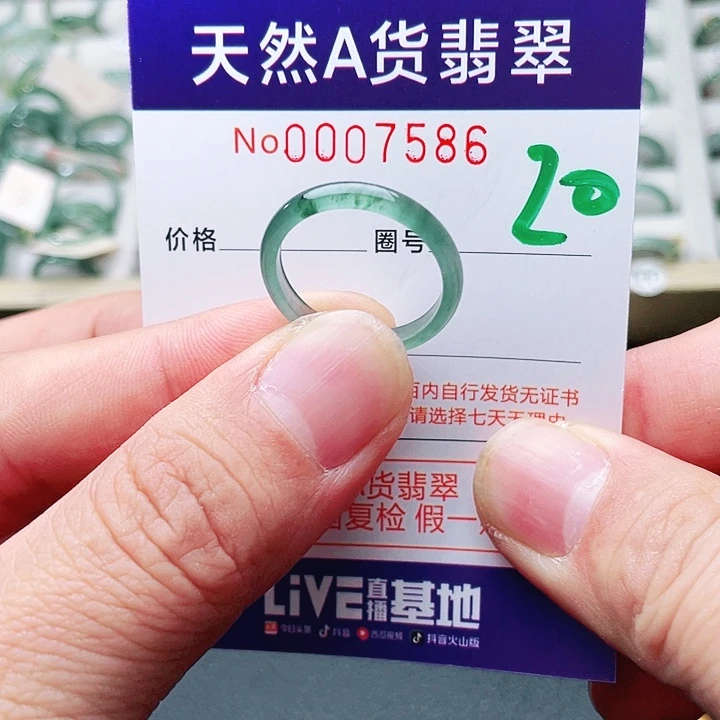 天然A货翡翠
No0007586
20
价格 圈号
百内自行发货无证书
请选择七天无理由
货翡翠
复检 假一
LiVE直播基地
今日头条 抖音 西瓜视频 抖音火山版